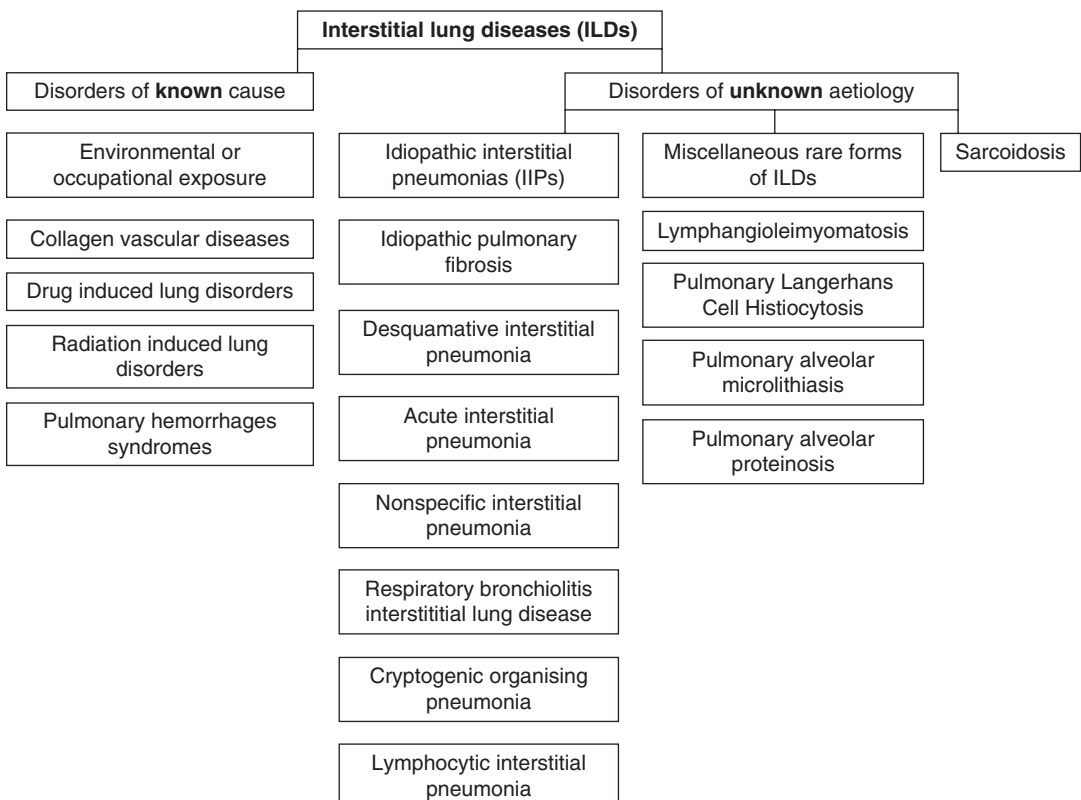 Interstitial lung diseases (ILDs)
Disorders of known cause
Environmental or
occupational exposure
Collagen vascular diseases
Drug induced lung disorders
Radiation induced lung
disorders
Pulmonary hemorrhages
syndromes
Disorders of unknown aetiology
Idiopathic interstitial
pneumonias (IIPs)
Idiopathic pulmonary
fibrosis
Desquamative interstitial
pneumonia
Acute interstitial
pneumonia
Nonspecific interstitial
pneumonia
Respiratory bronchiolitis
interstititial lung disease
Cryptogenic organising
pneumonia
Lymphocytic interstitial
pneumonia
Miscellaneous rare forms
of ILDs
Lymphangioleimyomatosis
Pulmonary Langerhans
Cell Histiocytosis
Pulmonary alveolar
microlithiasis
Pulmonary alveolar
proteinosis
Sarcoidosis